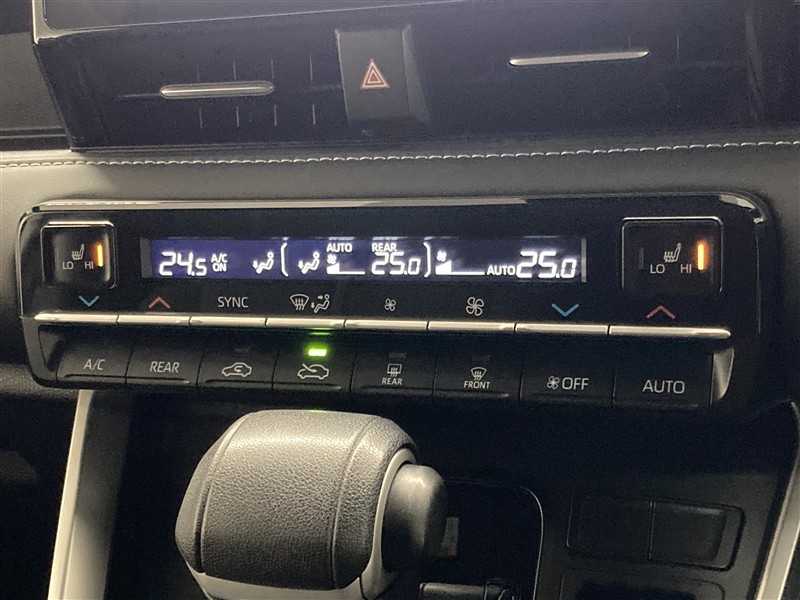 24.5 A/C ON AUTO REAR 25.0 AUTO 25.0
LO HI
LO HI
SYNC
A/C REAR REAR FRONT OFF AUTO